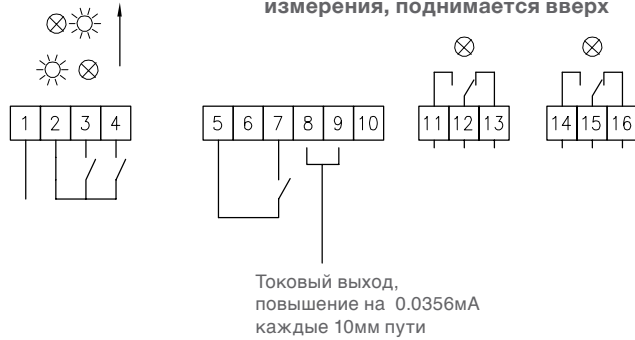 измерения, поднимается вверх
1 2 3 4
5 6 7 8 9 10
11 12 13
14 15 16
Токовый выход,
повышение на 0.0356мА
каждые 10мм пути